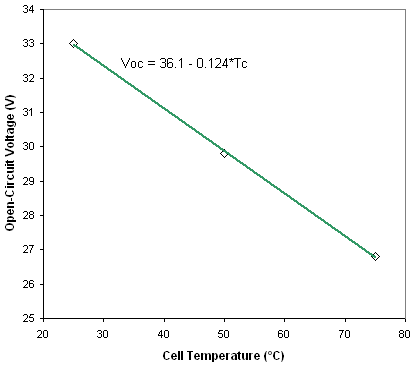 34
33
32
31
30
29
28
27
26
25
Open-Circuit Voltage (V)
Voc = 36.1 - 0.124*Tc
20 30 40 50 60 70 80
Cell Temperature (°C)